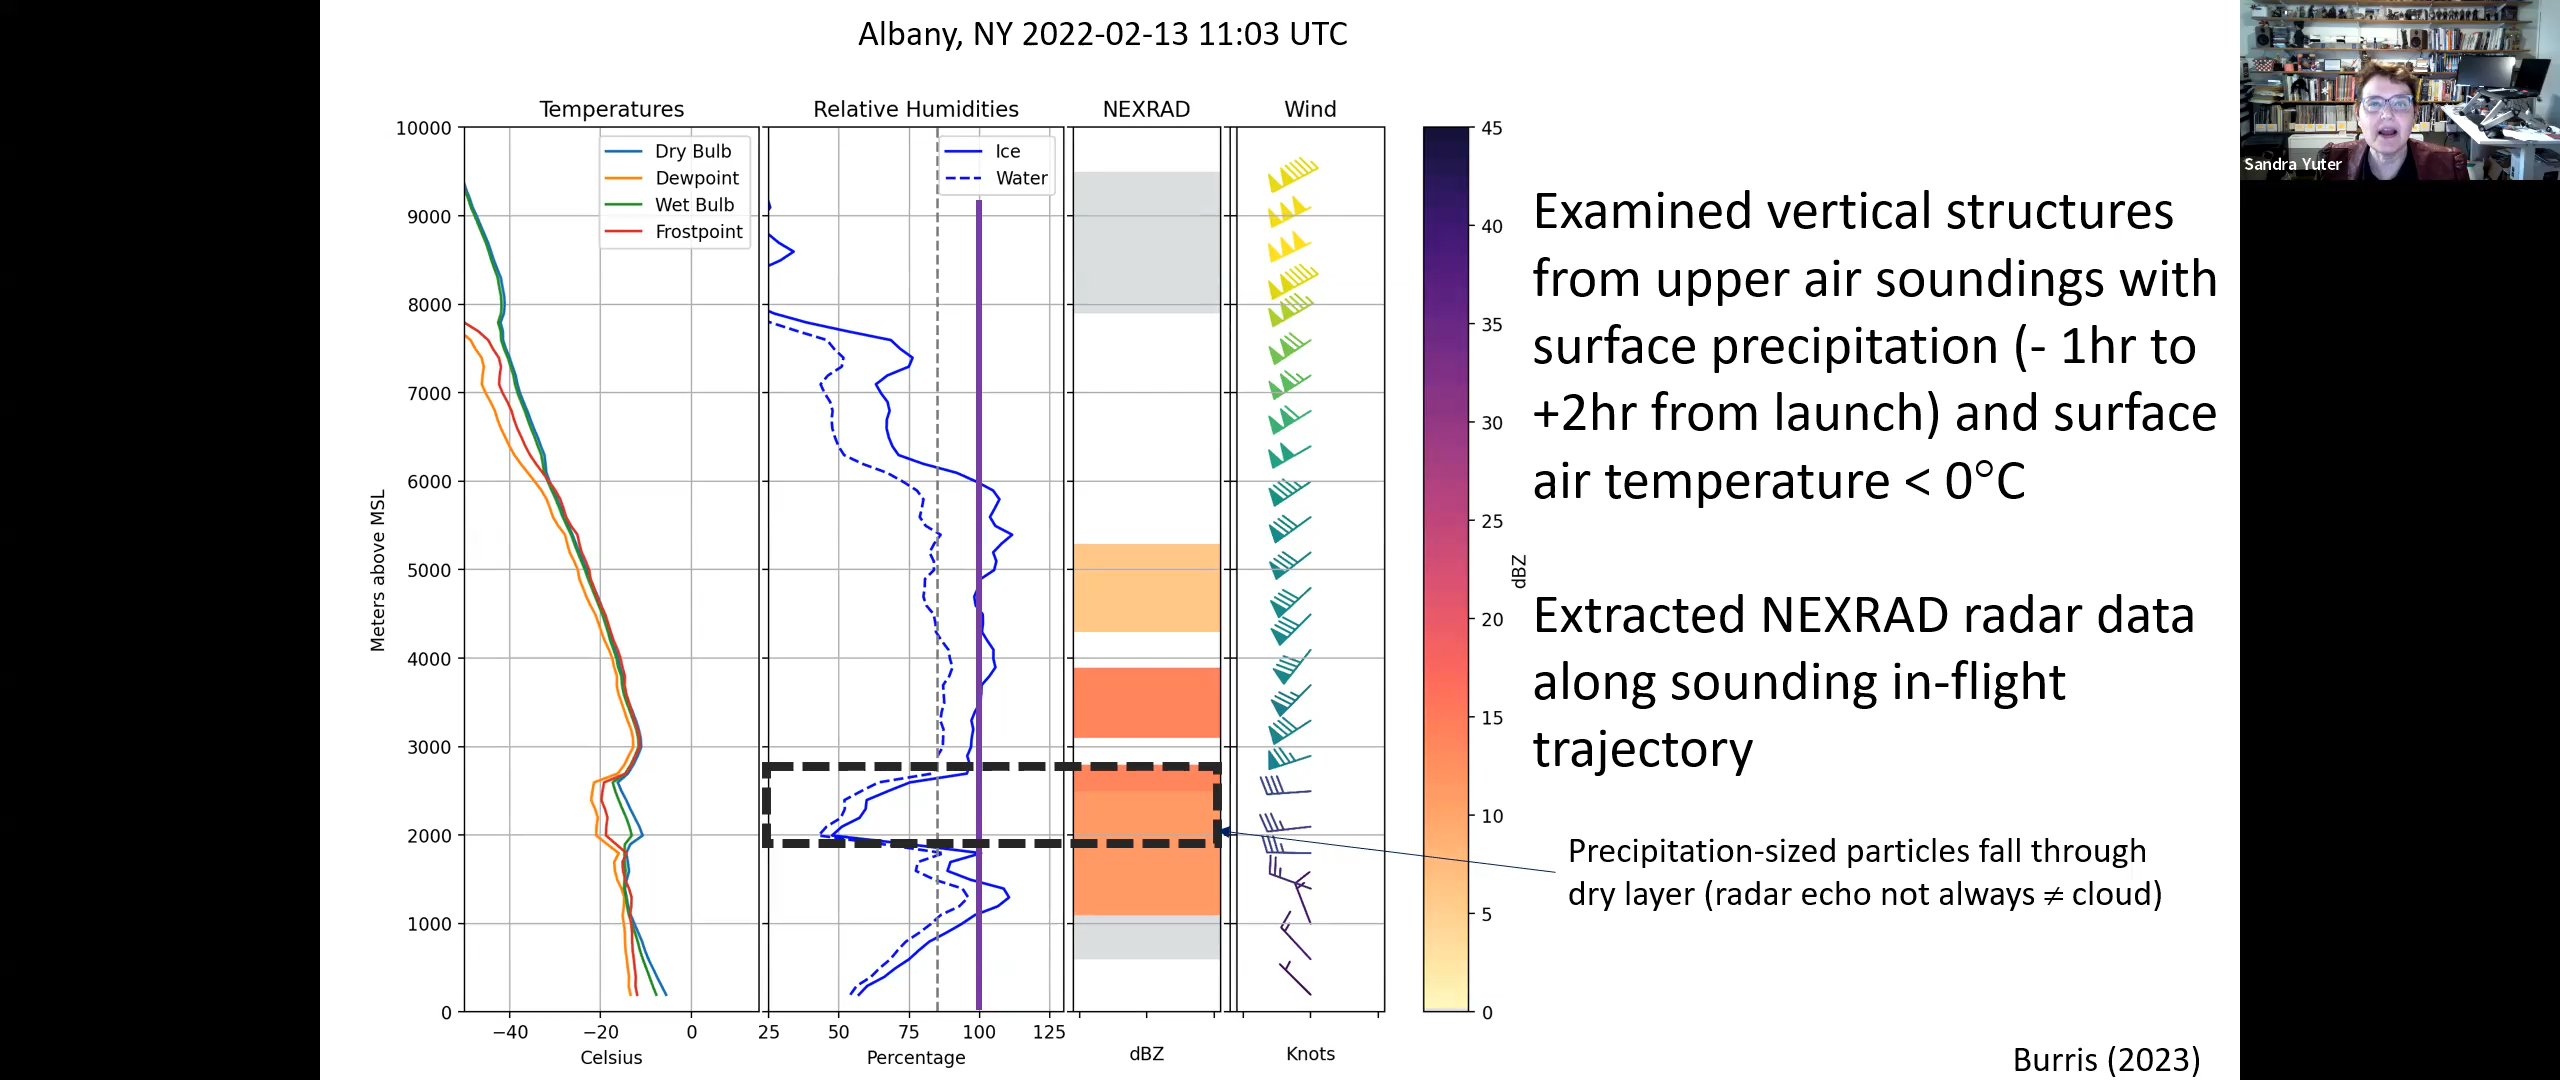 Albany, NY 2022-02-13 11:03 UTC
Sandra Yuter
Temperatures
Relative Humidities
NEXRAD
Wind
Dry Bulb
Dewpoint
Wet Bulb
Frostpoint
Ice
Water
Meters above MSL
10000
9000
8000
7000
6000
5000
4000
3000
2000
1000
0
−40 −20 0
Celsius
25 50 75 100 125
Percentage
dBZ
Knots
45
40
35
30
25
20
15
10
5
0
dBZ
Examined vertical structures
from upper air soundings with
surface precipitation (- 1hr to
+2hr from launch) and surface
air temperature < 0°C
Extracted NEXRAD radar data
along sounding in-flight
trajectory
Precipitation-sized particles fall through
dry layer (radar echo not always ≠ cloud)
Burris (2023)